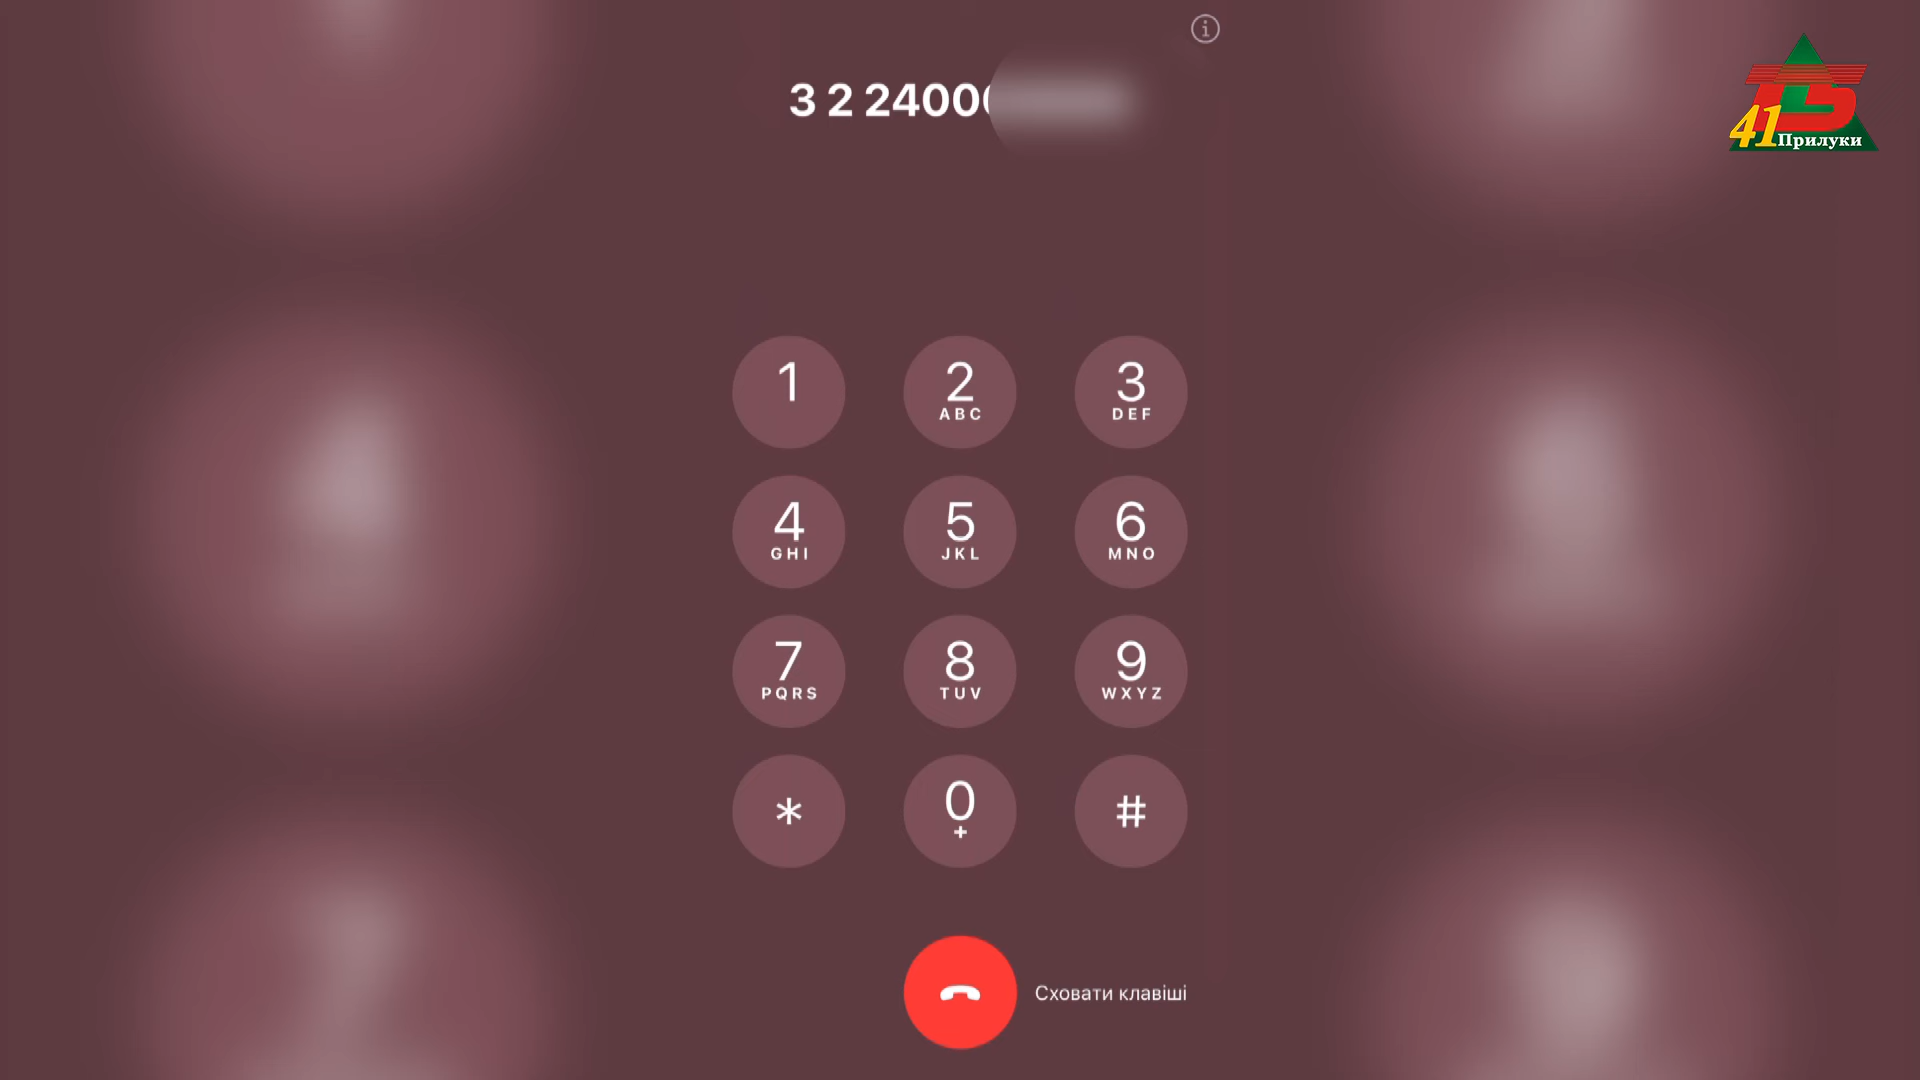 3 2 2400
ТБ
41 Прилуки
1
2 ABC
3 DEF
4 GHI
5 JKL
6 MNO
7 PQRS
8 TUV
9 WXYZ
*
0 +
#
Сховати клавіші